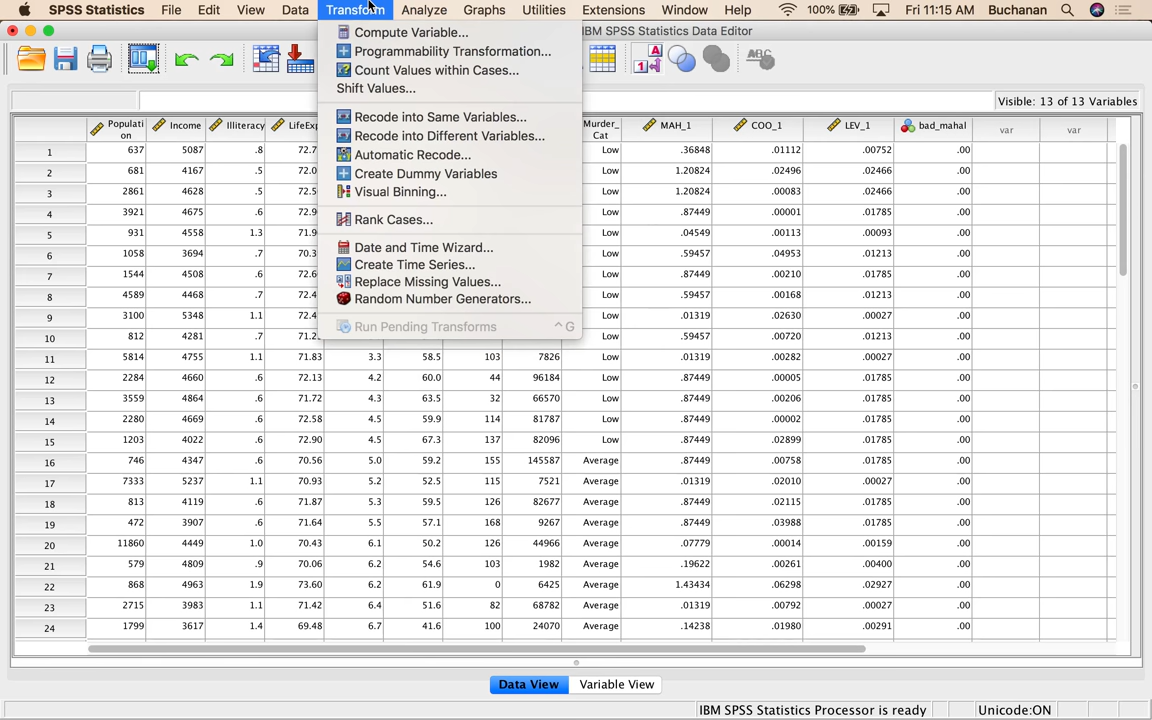 SPSS Statistics File Edit View Data Transform Analyze Graphs Utilities Extensions Window Help 100% Fri 11:15 AM Buchanan
IBM SPSS Statistics Data Editor
Compute Variable...
Programmability Transformation...
Count Values within Cases...
Shift Values...
Recode into Same Variables...
Recode into Different Variables...
Automatic Recode...
Create Dummy Variables
Visual Binning...
Rank Cases...
Date and Time Wizard...
Create Time Series...
Replace Missing Values...
Random Number Generators...
Run Pending Transforms ^ G
Visible: 13 of 13 Variables
Populati on Income Illiteracy LifeExp Murder_ Cat MAH_1 COO_1 LEV_1 bad_mahal var var
1 637 5087 .8 72.7 Low .36848 .01112 .00752 .00
2 681 4167 .5 72.0 Low 1.20824 .02496 .02466 .00
3 2861 4628 .5 72.5 Low 1.20824 .00083 .02466 .00
4 3921 4675 .6 72.9 Low .87449 .00001 .01785 .00
5 931 4558 1.3 71.9 Low .04549 .00113 .00093 .00
6 1058 3694 .7 70.3 Low .59457 .04953 .01213 .00
7 1544 4508 .6 72.6 Low .87449 .00210 .01785 .00
8 4589 4468 .7 72.4 Low .59457 .00168 .01213 .00
9 3100 5348 1.1 72.4 Low .01319 .02630 .00027 .00
10 812 4281 .7 71.2 Low .59457 .00720 .01213 .00
11 5814 4755 1.1 71.83 3.3 58.5 103 7826 Low .01319 .00282 .00027 .00
12 2284 4660 .6 72.13 4.2 60.0 44 96184 Low .87449 .00005 .01785 .00
13 3559 4864 .6 71.72 4.3 63.5 32 66570 Low .87449 .00206 .01785 .00
14 2280 4669 .6 72.58 4.5 59.9 114 81787 Low .87449 .00002 .01785 .00
15 1203 4022 .6 72.90 4.5 67.3 137 82096 Low .87449 .02899 .01785 .00
16 746 4347 .6 70.56 5.0 59.2 155 145587 Average .87449 .00758 .01785 .00
17 7333 5237 1.1 70.93 5.2 52.5 115 7521 Average .01319 .02010 .00027 .00
18 813 4119 .6 71.87 5.3 59.5 126 82677 Average .87449 .02115 .01785 .00
19 472 3907 .6 71.64 5.5 57.1 168 9267 Average .87449 .03988 .01785 .00
20 11860 4449 1.0 70.43 6.1 50.2 126 44966 Average .07779 .00014 .00159 .00
21 579 4809 .9 70.06 6.2 54.6 103 1982 Average .19622 .00261 .00400 .00
22 868 4963 1.9 73.60 6.2 61.9 0 6425 Average 1.43434 .06298 .02927 .00
23 2715 3983 1.1 71.42 6.4 51.6 82 68782 Average .01319 .00792 .00027 .00
24 1799 3617 1.4 69.48 6.7 41.6 100 24070 Average .14238 .01980 .00291 .00
Data View Variable View
IBM SPSS Statistics Processor is ready Unicode:ON